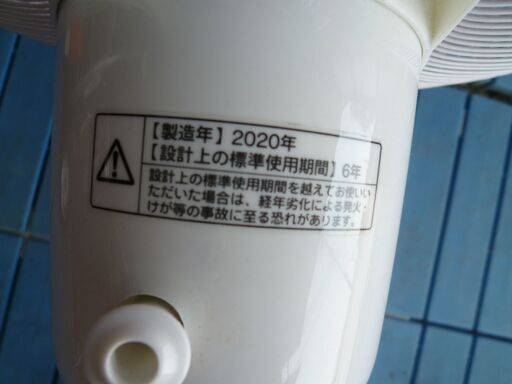 【製造年】2020年
【設計上の標準使用期間】6年
設計上の標準使用期間を越えてお使いい
ただいた場合は、経年劣化による発火・
けが等の事故に至る恐れがあります。